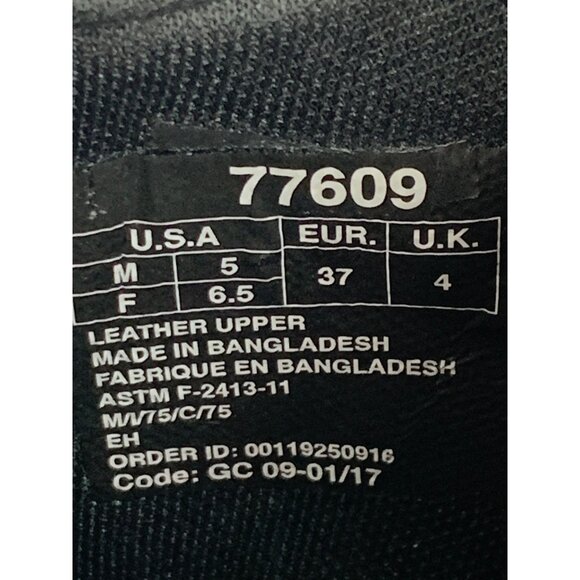 77609
U.S.A EUR. U.K.
M 5 37 4
F 6.5
LEATHER UPPER
MADE IN BANGLADESH
FABRIQUE EN BANGLADESH
ASTM F-2413-11
M/I/75/C/75
EH
ORDER ID: 00119250916
Code: GC 09-01/17